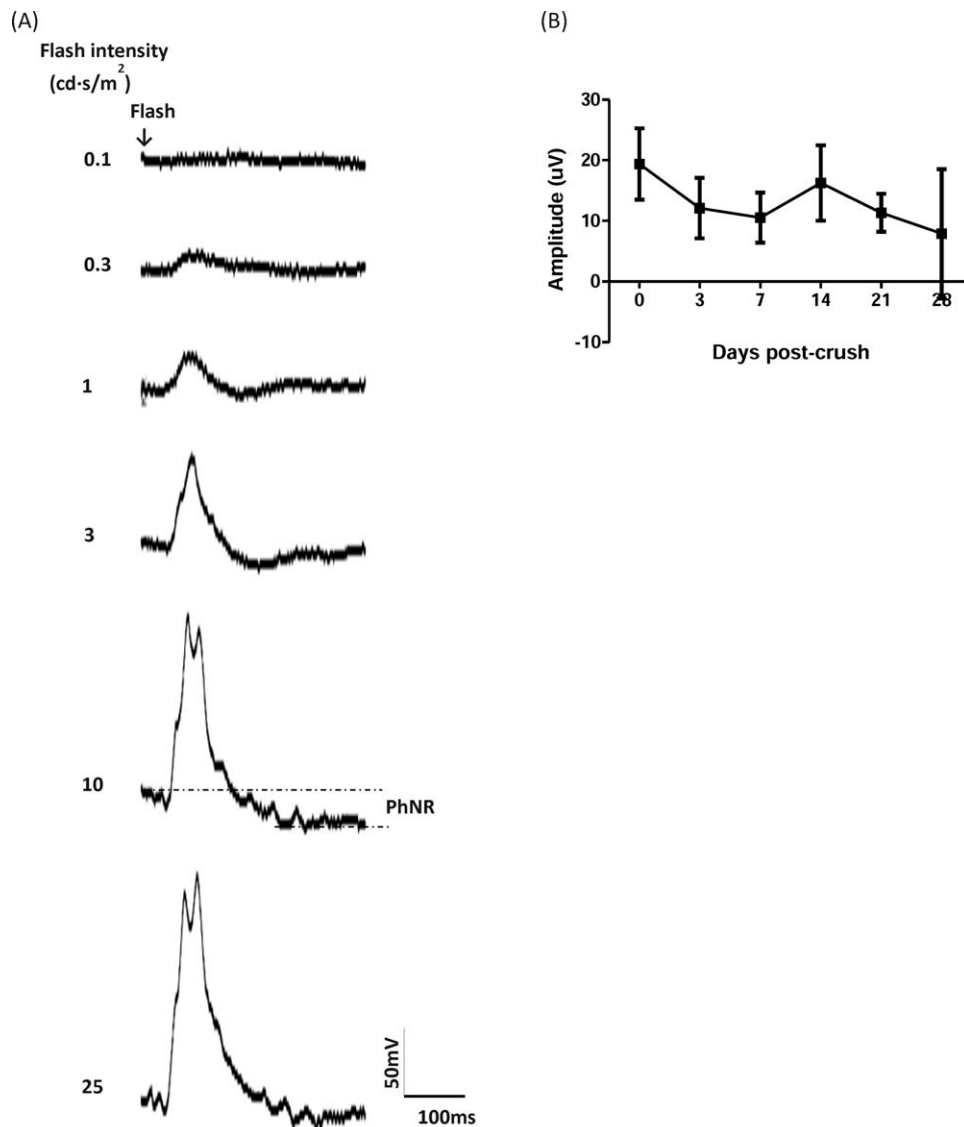 (A)
Flash intensity
(cd·s/m²)
Flash
0.1
0.3
1
3
10
PhNR
25
50mV
100ms
(B)
30
20
10
0
-10
Amplitude (uV)
0 3 7 14 21 28
Days post-crush